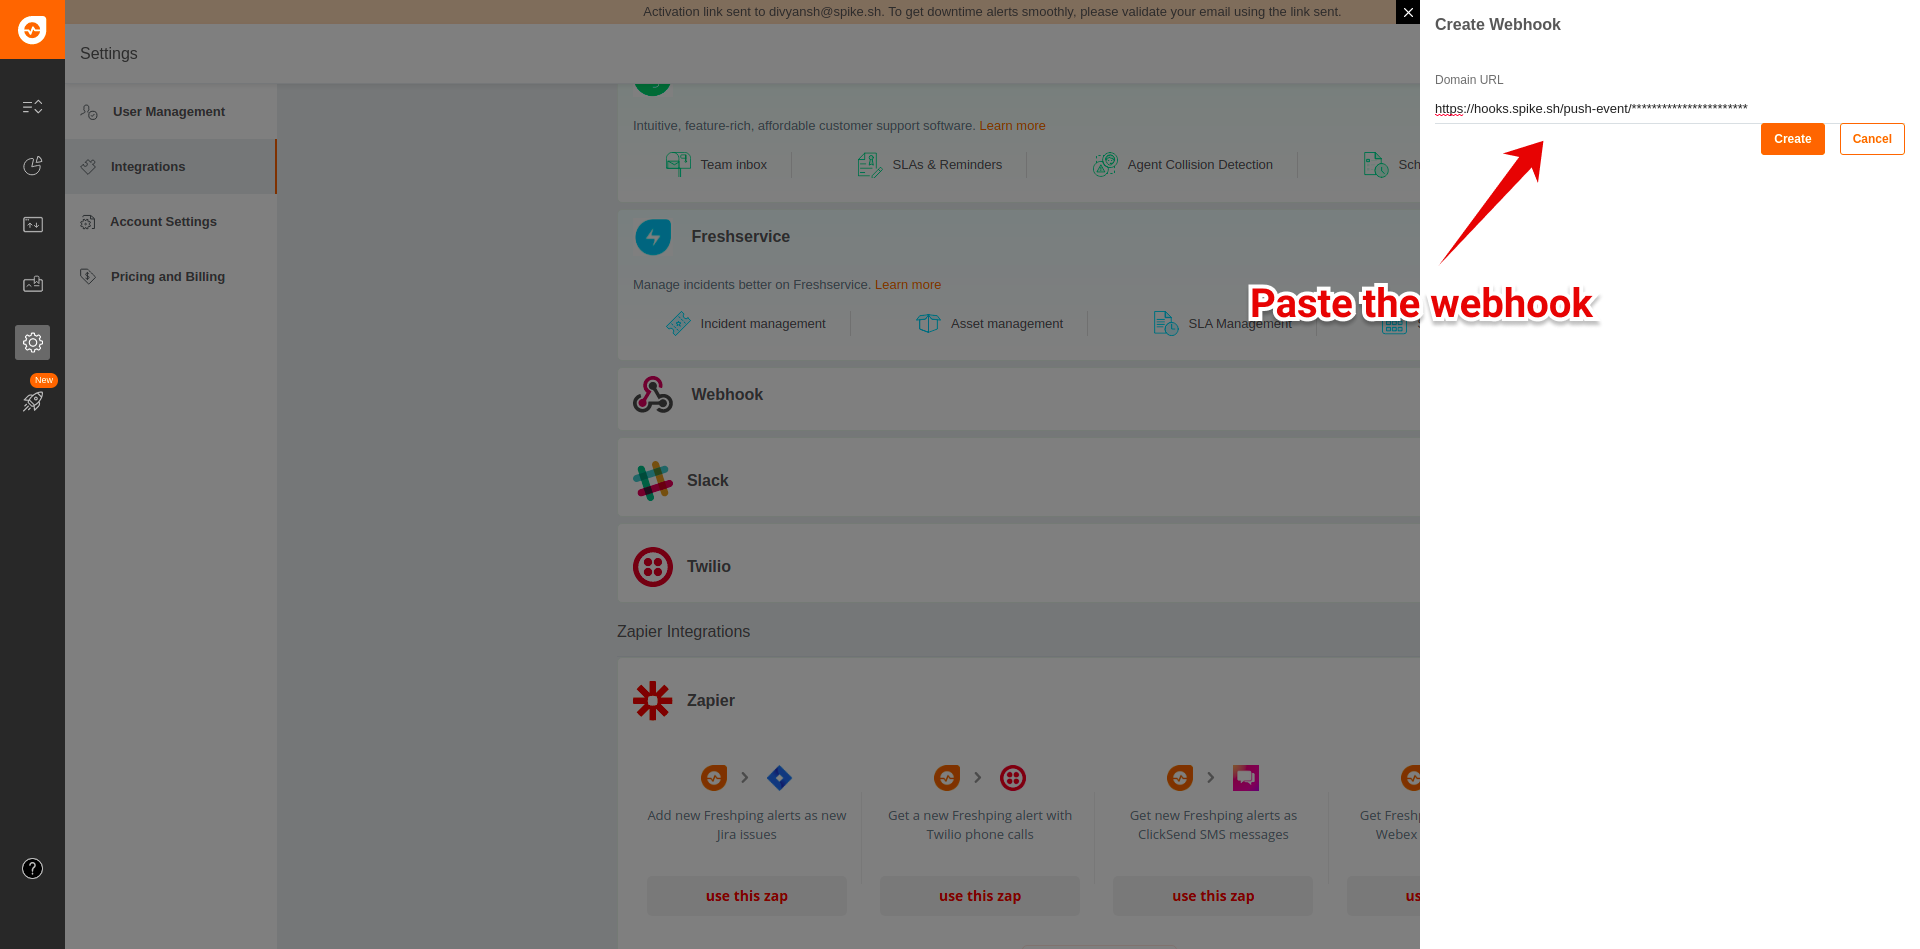 Activation link sent to divyansh@spike.sh. To get downtime alerts smoothly, please validate your email using the link sent.
Settings
User Management
Integrations
Account Settings
Pricing and Billing
New
?
Intuitive, feature-rich, affordable customer support software. Learn more
Team inbox
SLAs & Reminders
Agent Collision Detection
Sch
Freshservice
Manage incidents better on Freshservice. Learn more
Incident management
Asset management
SLA Management
Webhook
Slack
Twilio
Zapier Integrations
Zapier
Add new Freshping alerts as new
Jira issues
use this zap
Get a new Freshping alert with
Twilio phone calls
use this zap
Get new Freshping alerts as
ClickSend SMS messages
use this zap
Get Fresh
Webex
us
Create Webhook
Domain URL
https://hooks.spike.sh/push-event/***********************
Create
Cancel
Paste the webhook